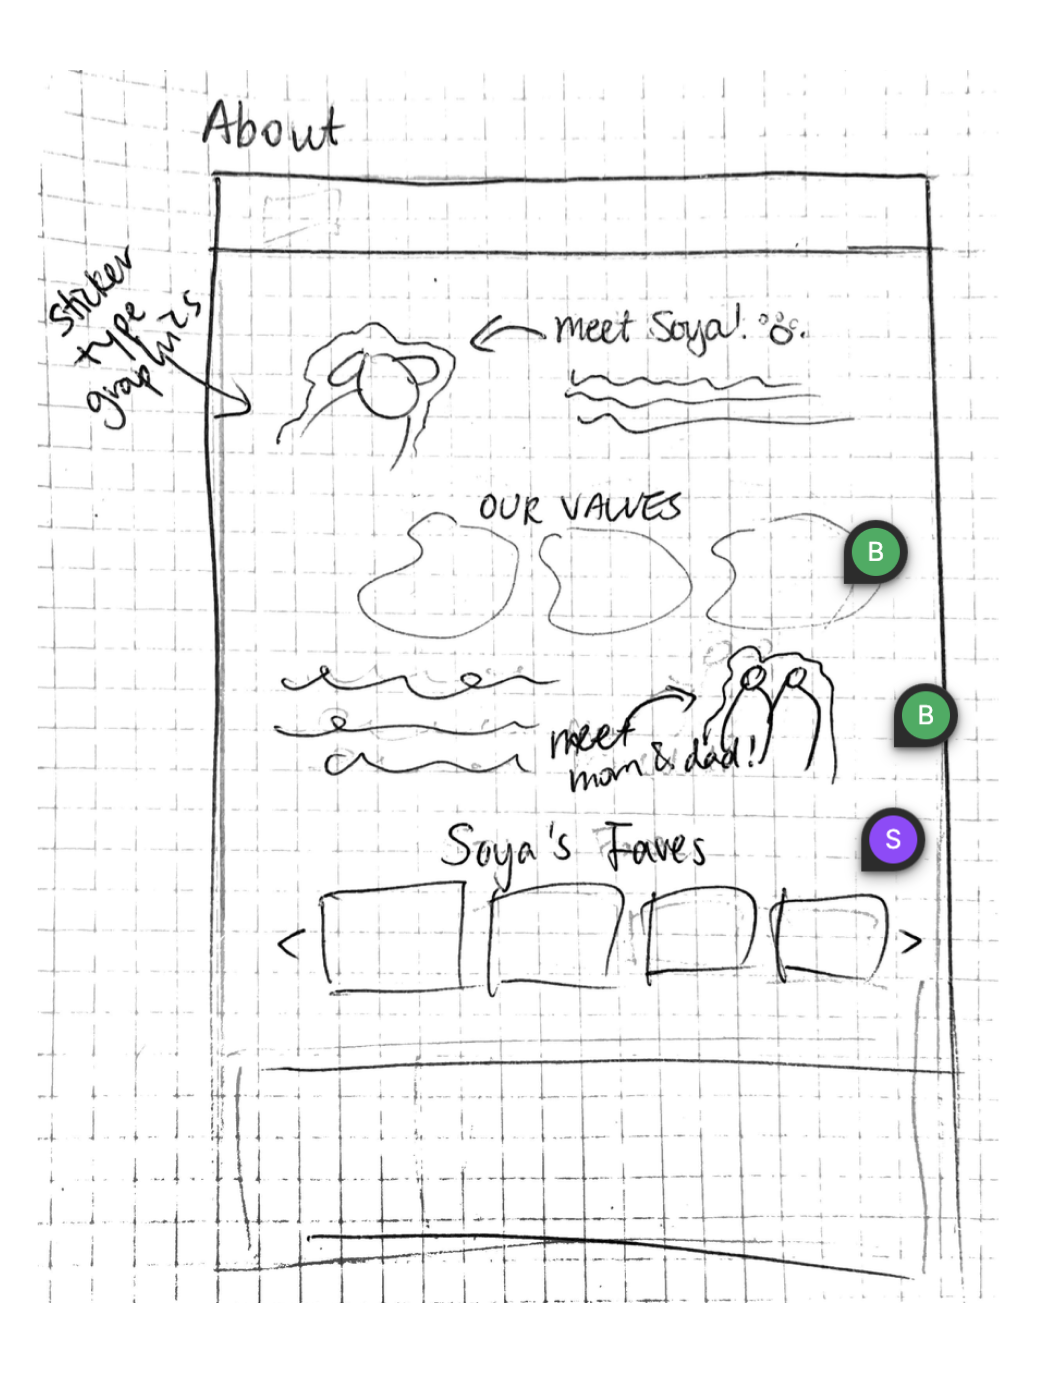 About
sticker
type
graphics
meet Soya!
OUR VALUES
B
B
meet
mom & dad!
S
Soya's Faves
<
>